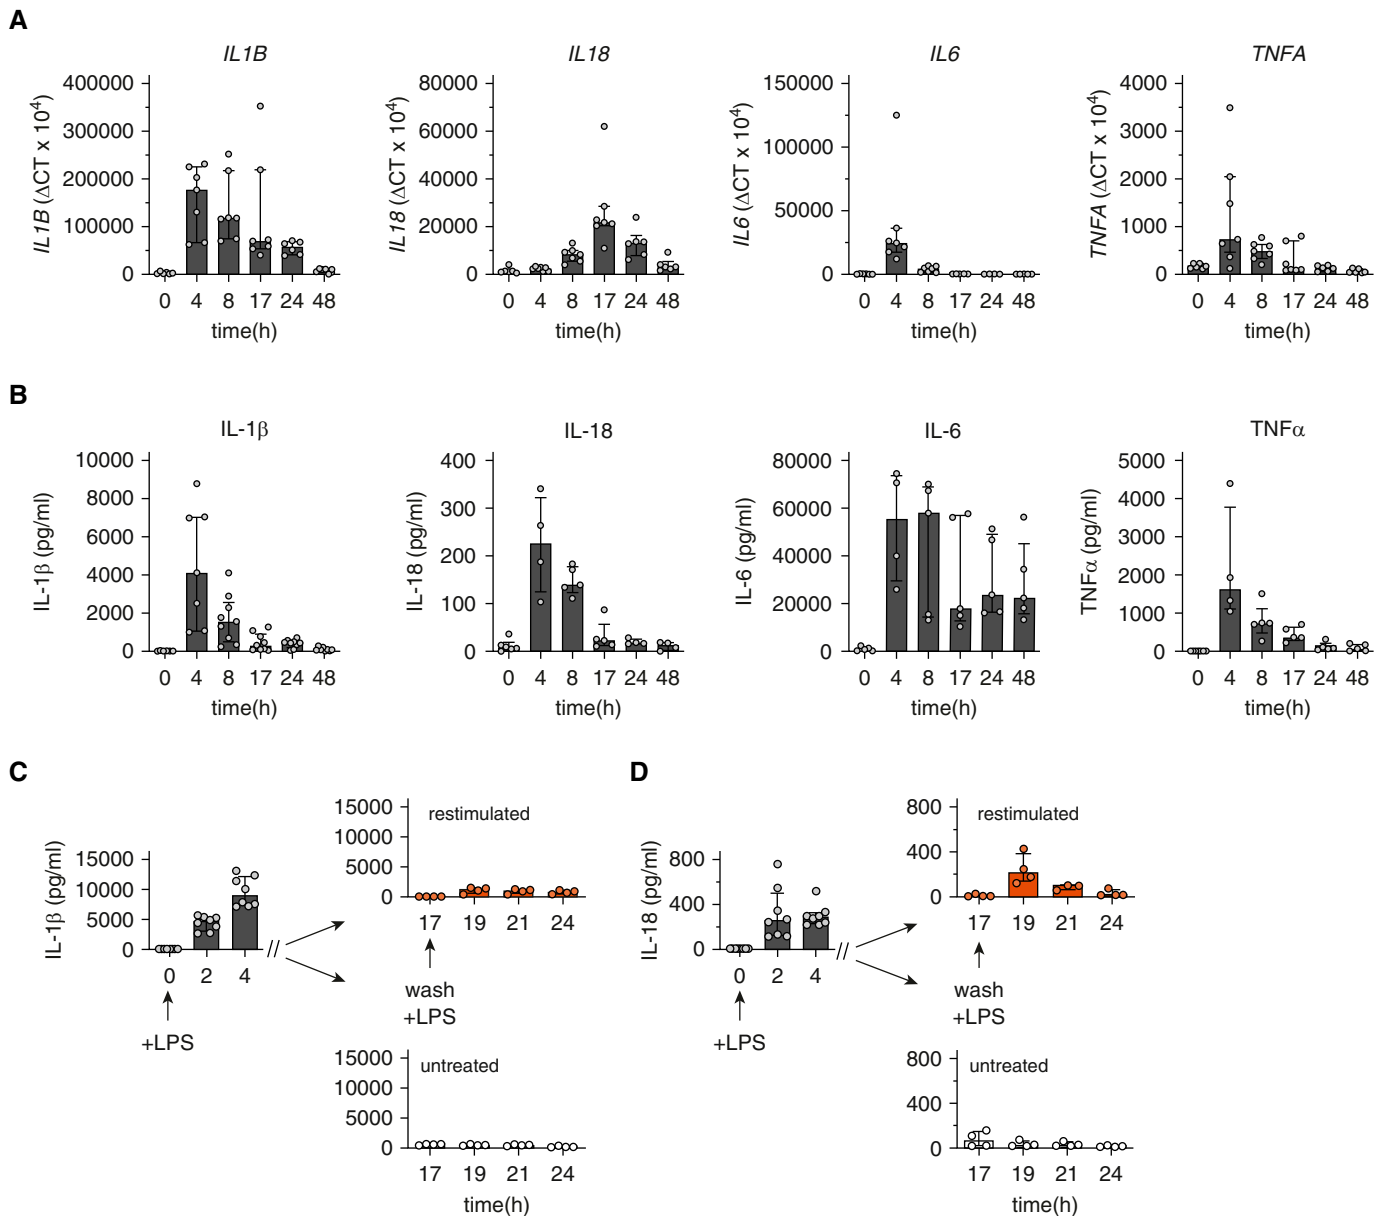 A
IL1B
IL18
IL6
TNFA
IL1B (ΔCT x 10⁴)
400000
300000
200000
100000
0
0 4 8 17 24 48
time(h)
IL18 (ΔCT x 10⁴)
80000
60000
40000
20000
0
0 4 8 17 24 48
time(h)
IL6 (ΔCT x 10⁴)
150000
100000
50000
0
0 4 8 17 24 48
time(h)
TNFA (ΔCT x 10⁴)
4000
3000
2000
1000
0
0 4 8 17 24 48
time(h)
B
IL-1β
IL-1β (pg/ml)
10000
8000
6000
4000
2000
0
0 4 8 17 24 48
time(h)
IL-18
IL-18 (pg/ml)
400
300
200
100
0
0 4 8 17 24 48
time(h)
IL-6
IL-6 (pg/ml)
80000
60000
40000
20000
0
0 4 8 17 24 48
time(h)
TNFα
TNFα (pg/ml)
5000
4000
3000
2000
1000
0
0 4 8 17 24 48
time(h)
C
IL-1β (pg/ml)
15000
10000
5000
0
0 2 4
+LPS
restimulated
15000
10000
5000
0
17 19 21 24
wash
+LPS
untreated
15000
10000
5000
0
17 19 21 24
time(h)
D
IL-18 (pg/ml)
800
400
0
0 2 4
+LPS
restimulated
800
400
0
17 19 21 24
wash
+LPS
untreated
800
400
0
17 19 21 24
time(h)